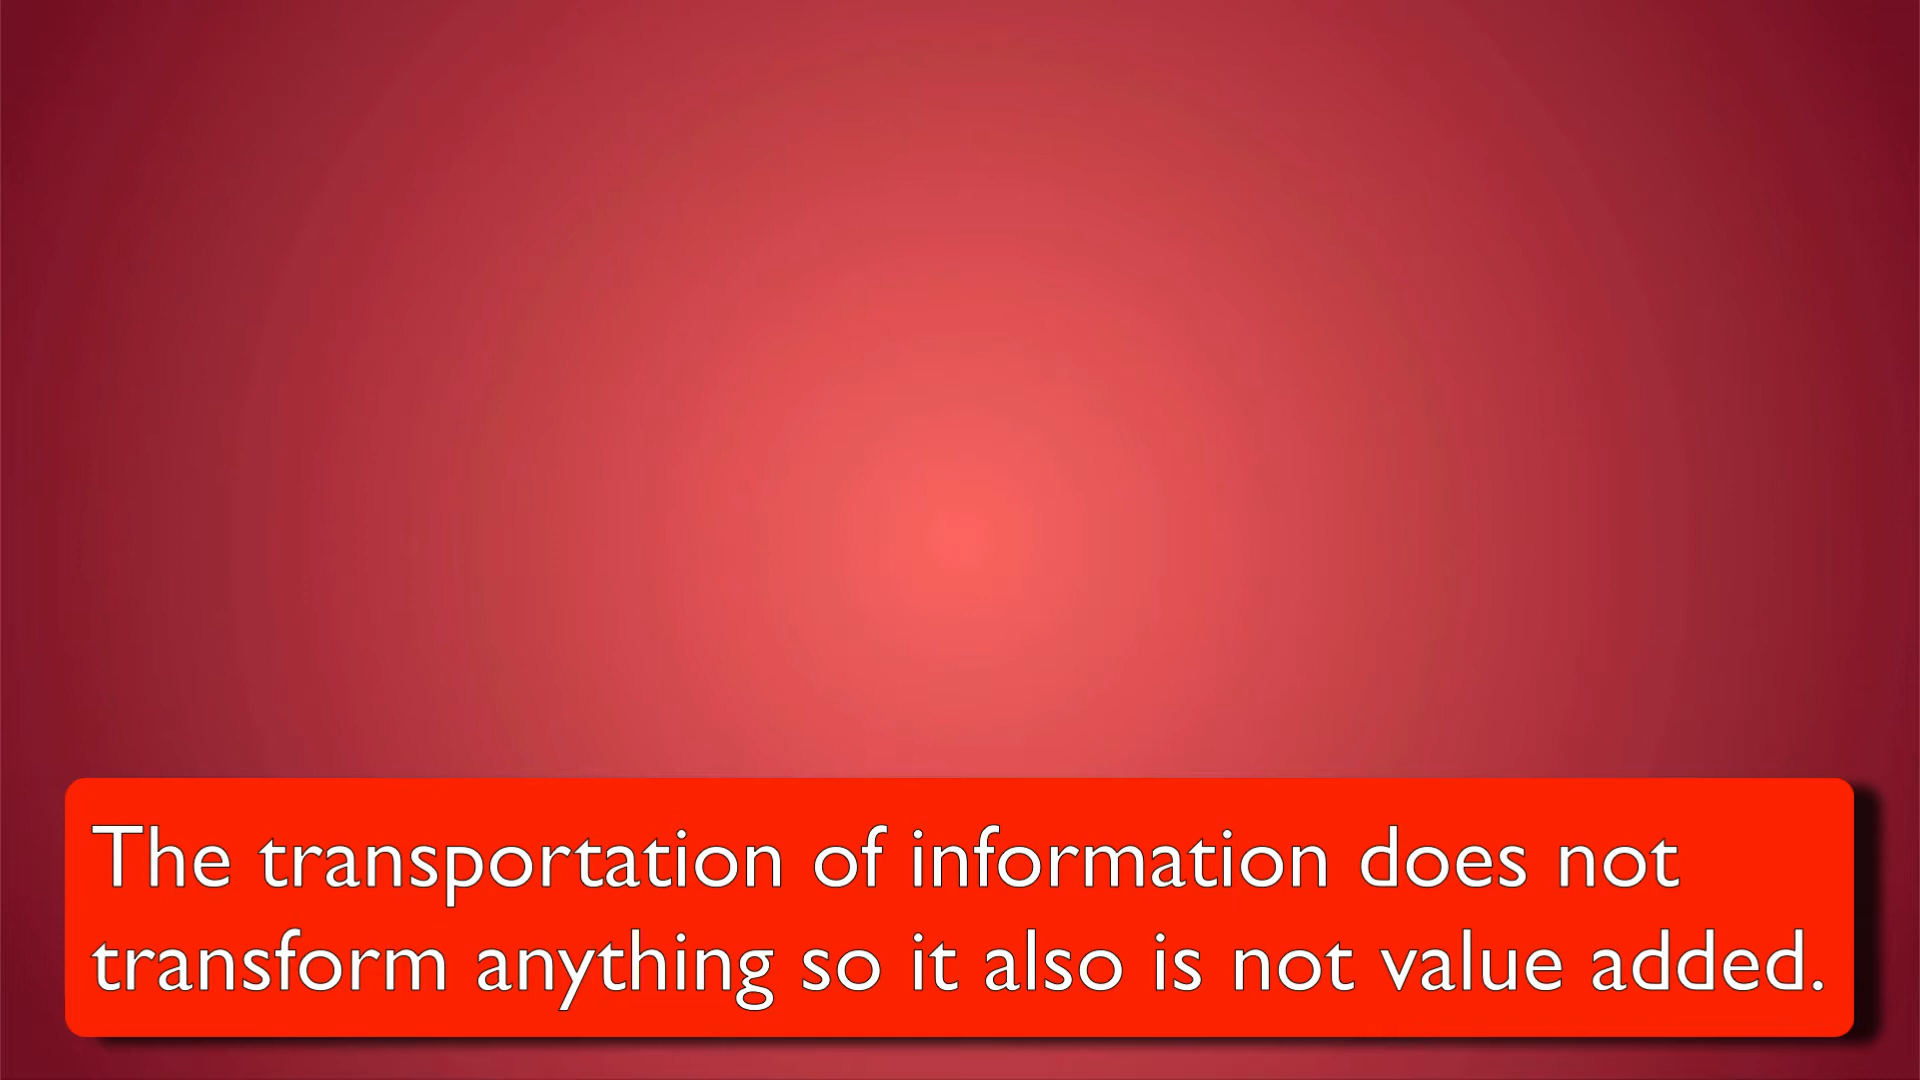 The transportation of information does not
transform anything so it also is not value added.